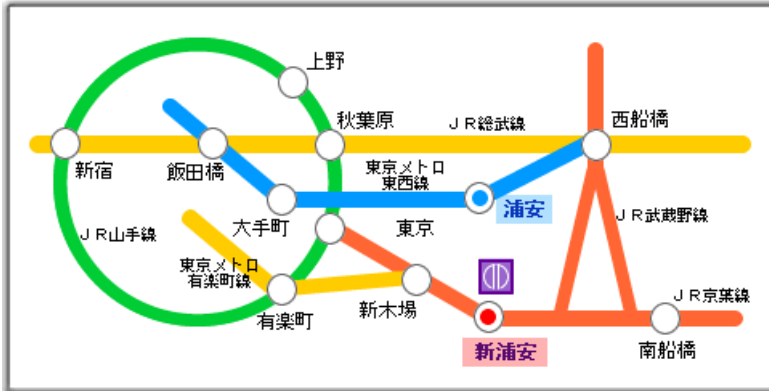 上野
秋葉原
JR総武線
西船橋
新宿
飯田橋
東京メトロ
東西線
浦安
大手町
東京
JR武蔵野線
JR山手線
東京メトロ
有楽町線
有楽町
新木場
新浦安
JR京葉線
南船橋